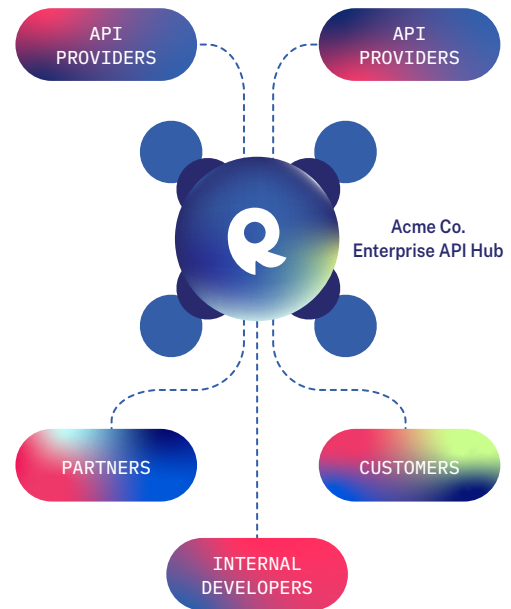 API
PROVIDERS
API
PROVIDERS
Acme Co.
Enterprise API Hub
PARTNERS
CUSTOMERS
INTERNAL
DEVELOPERS